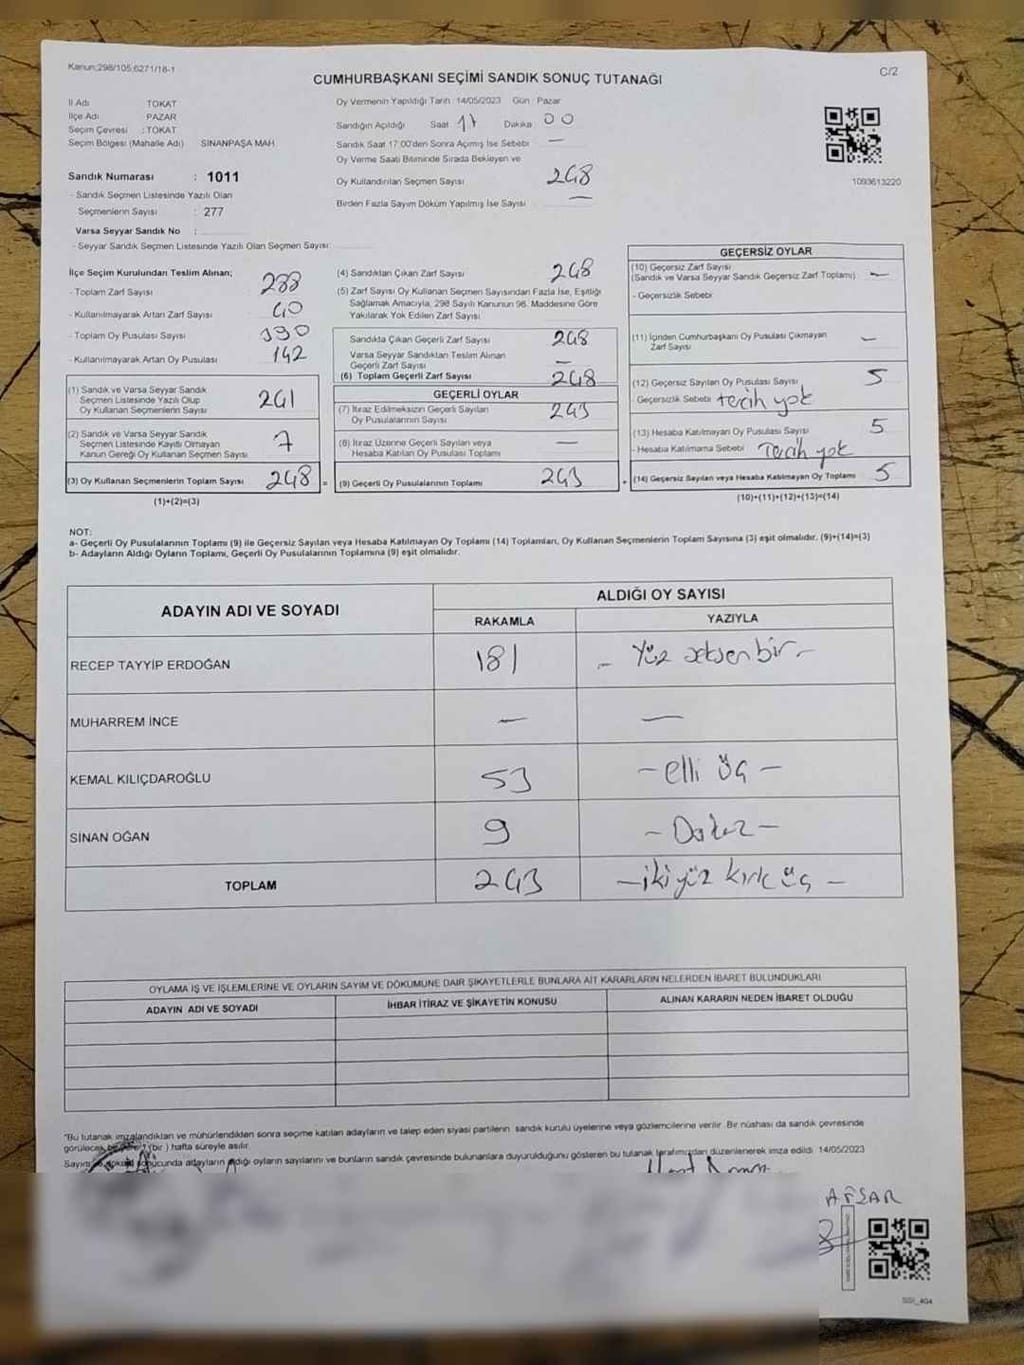 Kanun:298/105;6271/18-1
C/2
CUMHURBAŞKANI SEÇİMİ SANDIK SONUÇ TUTANAĞI
İl Adı TOKAT
İlçe Adı PAZAR
Seçim Çevresi : TOKAT
Seçim Bölgesi (Mahalle Adı) SİNANPAŞA MAH.
Sandık Numarası : 1011
- Sandık Seçmen Listesinde Yazılı Olan
Seçmenlerin Sayısı : 277
Varsa Seyyar Sandık No :
- Seyyar Sandık Seçmen Listesinde Yazılı Olan Seçmen Sayısı:
Oy Vermenin Yapıldığı Tarih 14/05/2023 Gün : Pazar
Sandığın Açıldığı Saat 17 Dakika 00
Sandık Saat 17:00'den Sonra Açımış İse Sebebi —
Oy Verme Saati Bitiminde Sırada Bekleyen ve
Oy Kullandırılan Seçmen Sayısı 248
Birden Fazla Sayım Döküm Yapılmış İse Sayısı —
1093613220
İlçe Seçim Kurulundan Teslim Alınan;
- Toplam Zarf Sayısı 288
- Kullanılmayarak Artan Zarf Sayısı 40
- Toplam Oy Pusulası Sayısı 390
- Kullanılmayarak Artan Oy Pusulası 142
(1) Sandık ve Varsa Seyyar Sandık
Seçmen Listesinde Yazılı Olup
Oy Kullanan Seçmenlerin Sayısı 241
(2) Sandık ve Varsa Seyyar Sandık
Seçmen Listesinde Kayıtlı Olmayan
Kanun Gereği Oy Kullanan Seçmen Sayısı 7
(3) Oy Kullanan Seçmenlerin Toplam Sayısı 248 =
(1)+(2)=(3)
(4) Sandıktan Çıkan Zarf Sayısı 248
(5) Zarf Sayısı Oy Kullanan Seçmen Sayısından Fazla İse, Eşitliği
Sağlamak Amacıyla, 298 Sayılı Kanunun 98. Maddesine Göre
Yakılarak Yok Edilen Zarf Sayısı
Sandıkta Çıkan Geçerli Zarf Sayısı 248
Varsa Seyyar Sandıktan Teslim Alınan
Geçerli Zarf Sayısı —
(6) Toplam Geçerli Zarf Sayısı 248
GEÇERLİ OYLAR
(7) İtiraz Edilmeksizin Geçerli Sayılan
Oy Pusulalarının Sayısı 243
(8) İtiraz Üzerine Geçerli Sayılan veya
Hesaba Katılan Oy Pusulası Toplamı —
(9) Geçerli Oy Pusulalarının Toplamı 243 +
GEÇERSİZ OYLAR
(10) Geçersiz Zarf Sayısı
(Sandık ve Varsa Seyyar Sandık Geçersiz Zarf Toplamı) —
- Geçersizlik Sebebi
(11) İçinden Cumhurbaşkanı Oy Pusulası Çıkmayan
Zarf Sayısı —
(12) Geçersiz Sayılan Oy Pusulası Sayısı 5
- Geçersizlik Sebebi tercih yok
(13) Hesaba Katılmayan Oy Pusulası Sayısı 5
- Hesaba Katılmama Sebebi Tercih yok
(14) Geçersiz Sayılan veya Hesaba Katılmayan Oy Toplamı 5
(10)+(11)+(12)+(13)=(14)
NOT:
a- Geçerli Oy Pusulalarının Toplamı (9) ile Geçersiz Sayılan veya Hesaba Katılmayan Oy Toplamı (14) Toplamları, Oy Kullanan Seçmenlerin Toplam Sayısına (3) eşit olmalıdır. (9)+(14)=(3)
b- Adayların Aldığı Oyların Toplamı, Geçerli Oy Pusulalarının Toplamına (9) eşit olmalıdır.
ADAYIN ADI VE SOYADI ALDIĞI OY SAYISI
RAKAMLA YAZIYLA
RECEP TAYYİP ERDOĞAN 181 — Yüz seksen bir —
MUHARREM İNCE — —
KEMAL KILIÇDAROĞLU 53 — elli üç —
SİNAN OĞAN 9 — Dokuz —
TOPLAM 243 — iki yüz kırk üç —
OYLAMA İŞ VE İŞLEMLERİNE VE OYLARIN SAYIM VE DÖKÜMÜNE DAİR ŞİKAYETLERLE BUNLARA AİT KARARLARIN NELERDEN İBARET BULUNDUKLARI
ADAYIN ADI VE SOYADI İHBAR İTİRAZ VE ŞİKAYETİN KONUSU ALINAN KARARIN NEDEN İBARET OLDUĞU
"Bu tutanak imzalandıktan ve mühürlendikten sonra seçime katılan adayların ve talep eden siyasi partilerin sandık kurulu üyelerine veya gözlemcilerine verilir. Bir nüshası da sandık çevresinde
görülecek bir yere 1 (bir) hafta süreyle asılır.
Sayım ve döküm sonucunda adayların aldığı oyların sayılarını ve bunların sandık çevresinde bulunanlara duyurulduğunu gösteren bu tutanak tarafımızdan düzenlenerek imza edildi. 14/05/2023
AFŞAR